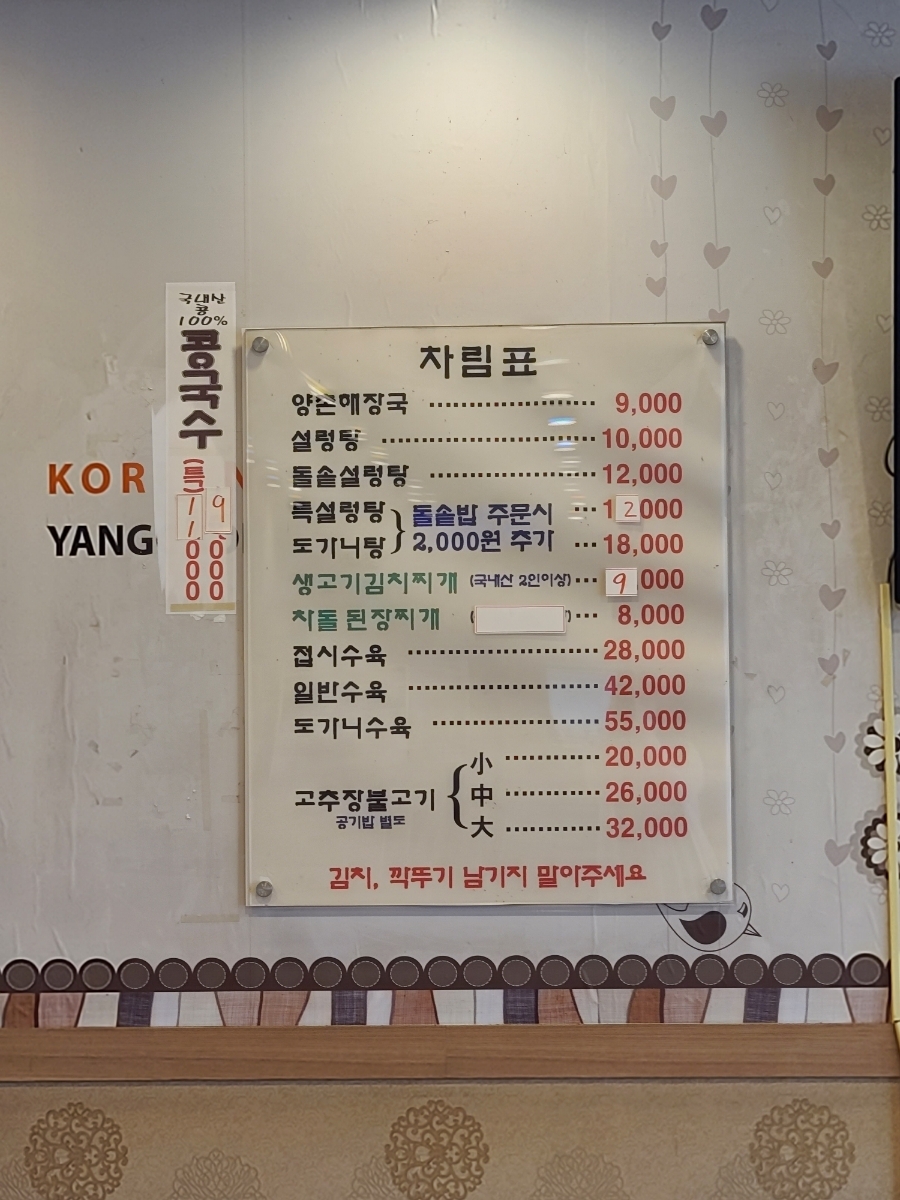 국내산
콩
100%
콩국수
(특)
11,000
9,000
KOR
YANG
차림표
양촌해장국 ························ 9,000
설렁탕 ······························· 10,000
돌솥설렁탕 ························ 12,000
특설렁탕 ··· 12000
도가니탕 ··· 18,000
} 돌솥밥 주문시
2,000원 추가
생고기김치찌개 (국내산 2인이상)··· 9 000
차돌된장찌개 ( )··· 8,000
접시수육 ··························· 28,000
일반수육 ··························· 42,000
도가니수육 ························ 55,000
고추장불고기 {
공기밥 별도
小 ············· 20,000
中 ············· 26,000
大 ············· 32,000
김치, 깍뚜기 남기지 말아주세요